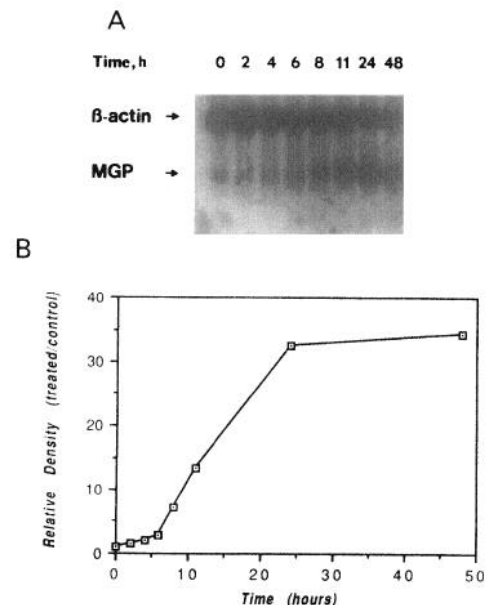 A
Time,h 0 2 4 6 8 11 24 48
ß-actin →
MGP →
B
Relative Density (treated/control)
40
30
20
10
0
0 10 20 30 40 50
Time (hours)